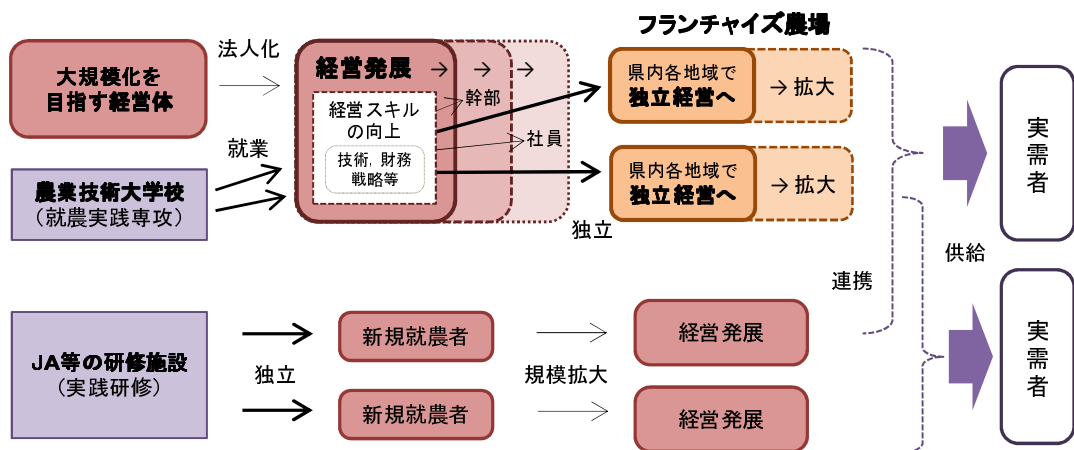 フランチャイズ農場
法人化
大規模化を
目指す経営体
経営発展
→ → →
経営スキル
の向上
技術，財務
戦略等
幹部
社員
県内各地域で
独立経営へ
→拡大
県内各地域で
独立経営へ
→拡大
就業
農業技術大学校
（就農実践専攻）
独立
実需者
供給
連携
JA等の研修施設
（実践研修）
独立
新規就農者
新規就農者
規模拡大
経営発展
経営発展
実需者